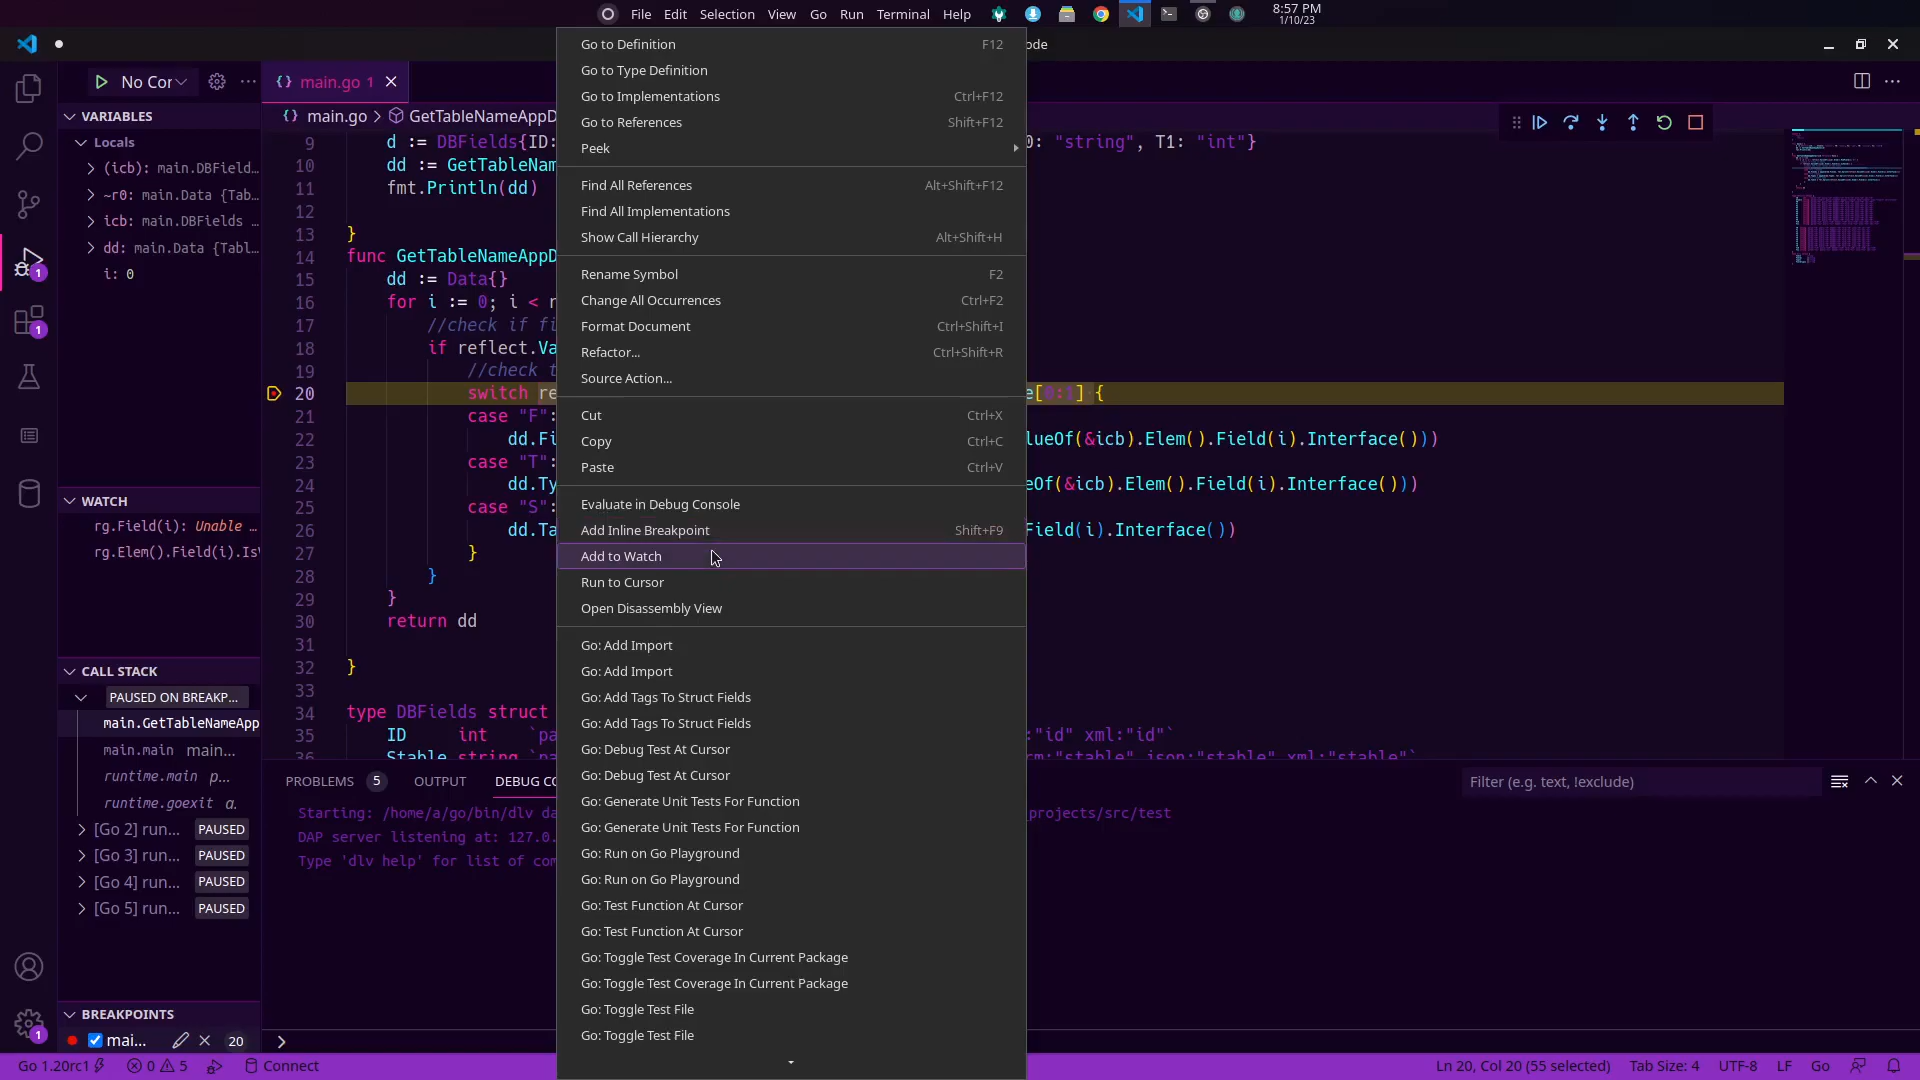 File Edit Selection View Go Run Terminal Help 8:57 PM
1/10/23
ode
No Cor
main.go 1
VARIABLES
Locals
(icb): main.DBField…
~r0: main.Data {Tab…
icb: main.DBFields …
dd: main.Data {Tabl…
i: 0
WATCH
rg.Field(i): Unable …
rg.Elem().Field(i).Is
CALL STACK
PAUSED ON BREAKP...
main.GetTableNameApp
main.main main...
runtime.main p...
runtime.goexit a.
[Go 2] run... PAUSED
[Go 3] run... PAUSED
[Go 4] run... PAUSED
[Go 5] run... PAUSED
BREAKPOINTS
mai... 20
main.go > GetTableNameAppD
9 d := DBFields{ID: 0: "string", T1: "int"}
10 dd := GetTableNam
11 fmt.Println(dd)
12
13 }
14 func GetTableNameAppD
15 dd := Data{}
16 for i := 0; i < r
17 //check if fi
18 if reflect.Va
19 //check t
20 switch re e[0:1] {
21 case "F":
22 dd.Fi lueOf(&icb).Elem().Field(i).Interface()))
23 case "T":
24 dd.Ty eOf(&icb).Elem().Field(i).Interface()))
25 case "S":
26 dd.Ta Field(i).Interface())
27 }
28 }
29 }
30 return dd
31
32 }
33
34 type DBFields struct
35 ID int `pa :"id" xml:"id"`
36 Stable string `pa rm:"stable" json:"stable" xml:"stable"`
Go to Definition F12
Go to Type Definition
Go to Implementations Ctrl+F12
Go to References Shift+F12
Peek
Find All References Alt+Shift+F12
Find All Implementations
Show Call Hierarchy Alt+Shift+H
Rename Symbol F2
Change All Occurrences Ctrl+F2
Format Document Ctrl+Shift+I
Refactor... Ctrl+Shift+R
Source Action...
Cut Ctrl+X
Copy Ctrl+C
Paste Ctrl+V
Evaluate in Debug Console
Add Inline Breakpoint Shift+F9
Add to Watch
Run to Cursor
Open Disassembly View
Go: Add Import
Go: Add Import
Go: Add Tags To Struct Fields
Go: Add Tags To Struct Fields
Go: Debug Test At Cursor
Go: Debug Test At Cursor
Go: Generate Unit Tests For Function
Go: Generate Unit Tests For Function
Go: Run on Go Playground
Go: Run on Go Playground
Go: Test Function At Cursor
Go: Test Function At Cursor
Go: Toggle Test Coverage In Current Package
Go: Toggle Test Coverage In Current Package
Go: Toggle Test File
Go: Toggle Test File
PROBLEMS 5 OUTPUT DEBUG CO Filter (e.g. text, !exclude)
Starting: /home/a/go/bin/dlv da projects/src/test
DAP server listening at: 127.0.
Type 'dlv help' for list of com
Go 1.20rc1 0 5 Connect Ln 20, Col 20 (55 selected) Tab Size: 4 UTF-8 LF Go